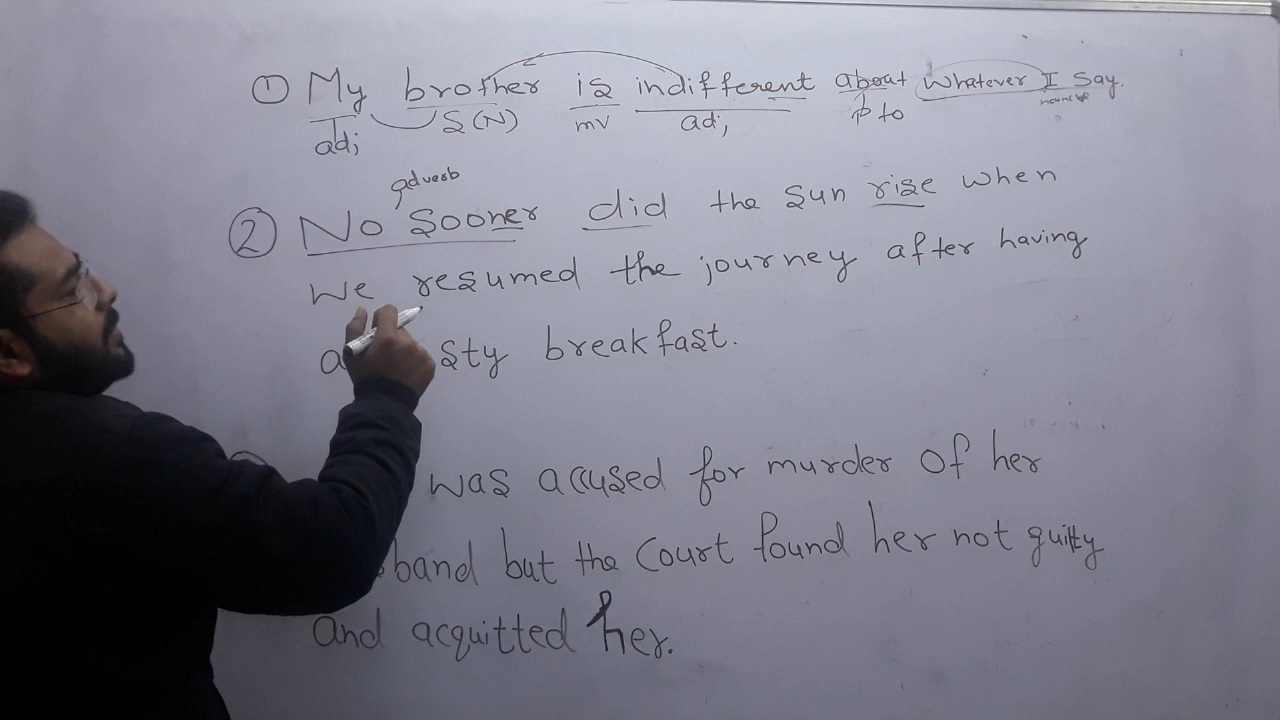 ① My brother is indifferent about whatever I say.
adj S(N) mv adj to
adverb
② No sooner did the sun rise when
we resumed the journey after having
breakfast.
was accused for murder of her
but the Court found her not guilty
and acquitted her.